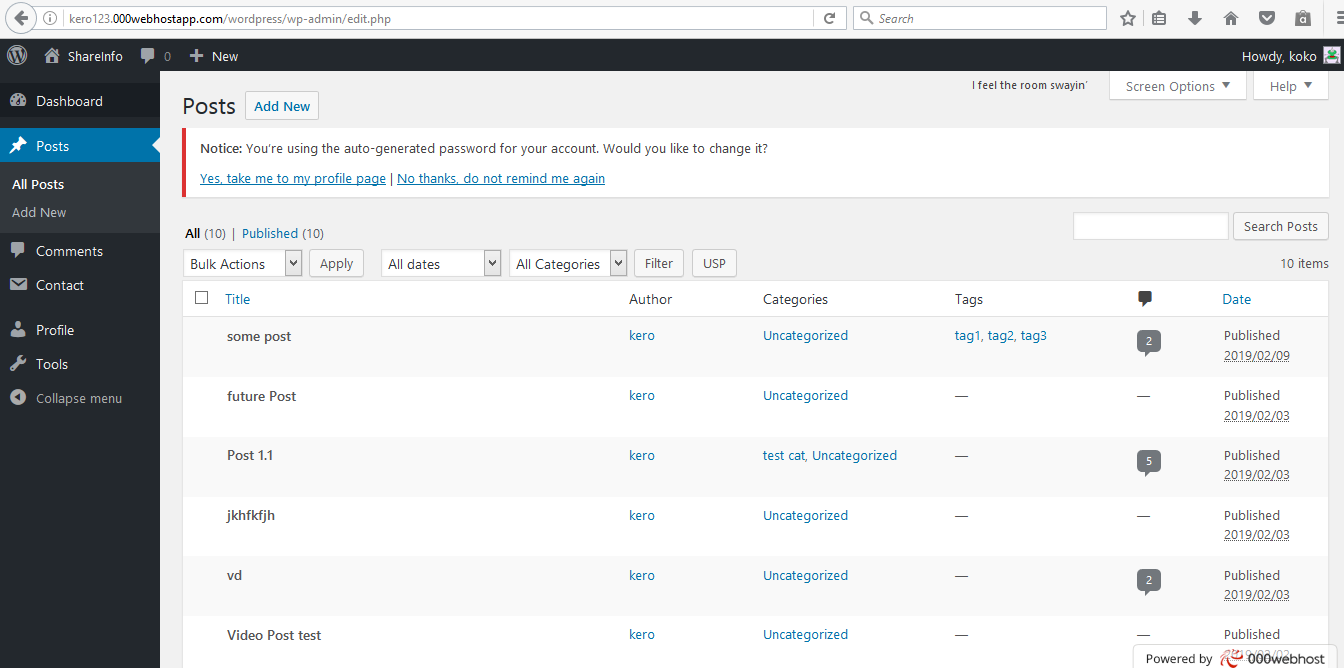 kero123.000webhostapp.com/wordpress/wp-admin/edit.php
Search
ShareInfo 0 New
Howdy, koko
Dashboard
Posts
All Posts
Add New
Comments
Contact
Profile
Tools
Collapse menu
I feel the room swayin’
Screen Options
Help
Posts Add New
Notice: You’re using the auto-generated password for your account. Would you like to change it?
Yes, take me to my profile page | No thanks, do not remind me again
All (10) | Published (10)
Search Posts
Bulk Actions Apply All dates All Categories Filter USP 10 items
Title Author Categories Tags Date
some post kero Uncategorized tag1, tag2, tag3 2 Published
2019/02/09
future Post kero Uncategorized — — Published
2019/02/03
Post 1.1 kero test cat, Uncategorized — 5 Published
2019/02/03
jkhfkfjh kero Uncategorized — — Published
2019/02/03
vd kero Uncategorized — 2 Published
2019/02/03
Video Post test kero Uncategorized — — Published
Powered by 000webhost